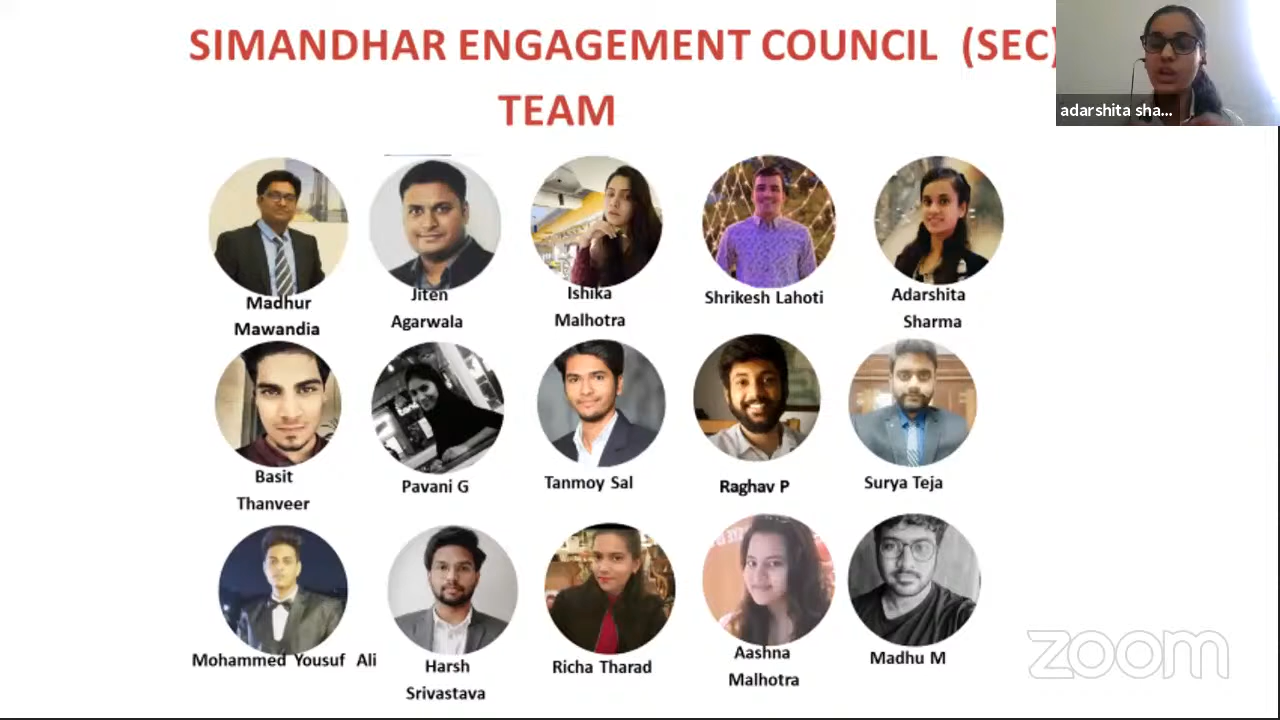 SIMANDHAR ENGAGEMENT COUNCIL (SEC)
TEAM
adarshita sha...
Madhur
Mawandia
Jiten
Agarwala
Ishika
Malhotra
Shrikesh Lahoti
Adarshita
Sharma
Basit
Thanveer
Pavani G
Tanmoy Sal
Raghav P
Surya Teja
Mohammed Yousuf Ali
Harsh
Srivastava
Richa Tharad
Aashna
Malhotra
Madhu M
zoom